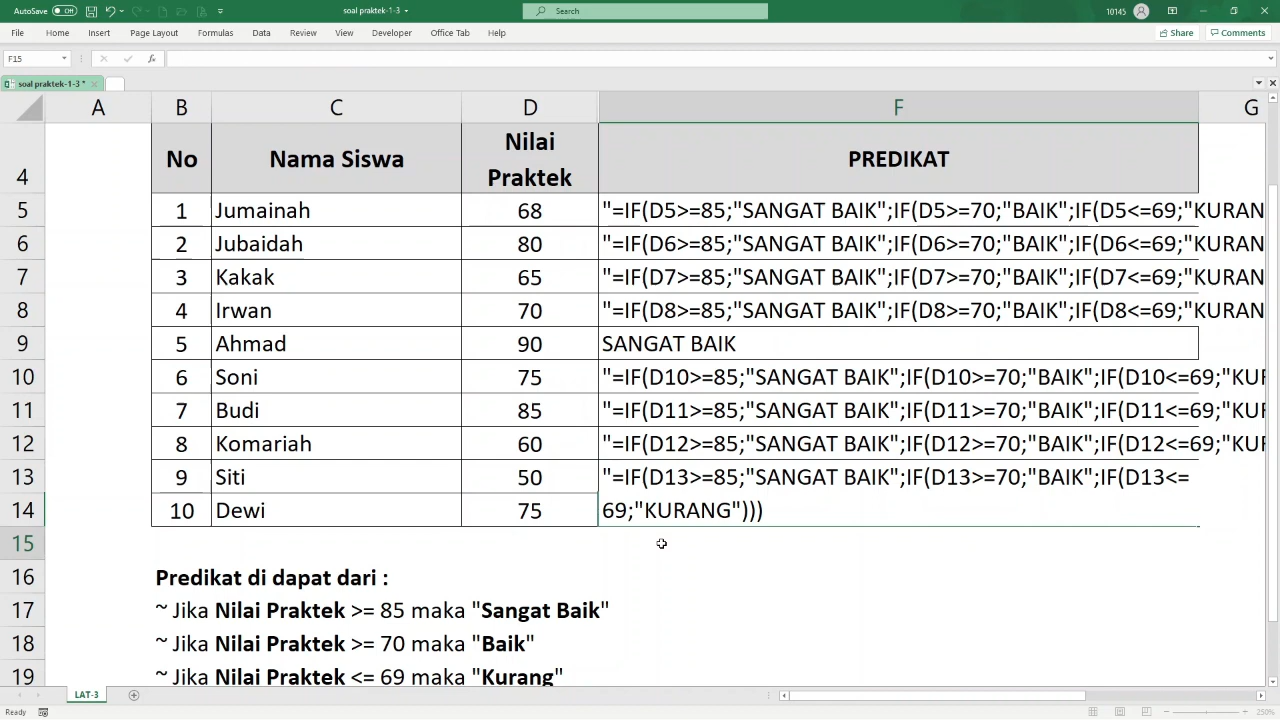 AutoSave Off soal praktek-1-3 Search 10145
File Home Insert Page Layout Formulas Data Review View Developer Office Tab Help Share Comments
F15 fx
soal praktek-1-3 *
A B C D F G
4 No Nama Siswa Nilai Praktek PREDIKAT
5 1 Jumainah 68 "=IF(D5>=85;"SANGAT BAIK";IF(D5>=70;"BAIK";IF(D5<=69;"KURAN
6 2 Jubaidah 80 "=IF(D6>=85;"SANGAT BAIK";IF(D6>=70;"BAIK";IF(D6<=69;"KURAN
7 3 Kakak 65 "=IF(D7>=85;"SANGAT BAIK";IF(D7>=70;"BAIK";IF(D7<=69;"KURAN
8 4 Irwan 70 "=IF(D8>=85;"SANGAT BAIK";IF(D8>=70;"BAIK";IF(D8<=69;"KURAN
9 5 Ahmad 90 SANGAT BAIK
10 6 Soni 75 "=IF(D10>=85;"SANGAT BAIK";IF(D10>=70;"BAIK";IF(D10<=69;"KUR
11 7 Budi 85 "=IF(D11>=85;"SANGAT BAIK";IF(D11>=70;"BAIK";IF(D11<=69;"KUR
12 8 Komariah 60 "=IF(D12>=85;"SANGAT BAIK";IF(D12>=70;"BAIK";IF(D12<=69;"KUR
13 9 Siti 50 "=IF(D13>=85;"SANGAT BAIK";IF(D13>=70;"BAIK";IF(D13<=
14 10 Dewi 75 69;"KURANG")))
15
16 Predikat di dapat dari :
17 ~ Jika Nilai Praktek >= 85 maka "Sangat Baik"
18 ~ Jika Nilai Praktek >= 70 maka "Baik"
19 ~ Jika Nilai Praktek <= 69 maka "Kurang"
LAT-3
Ready 250%